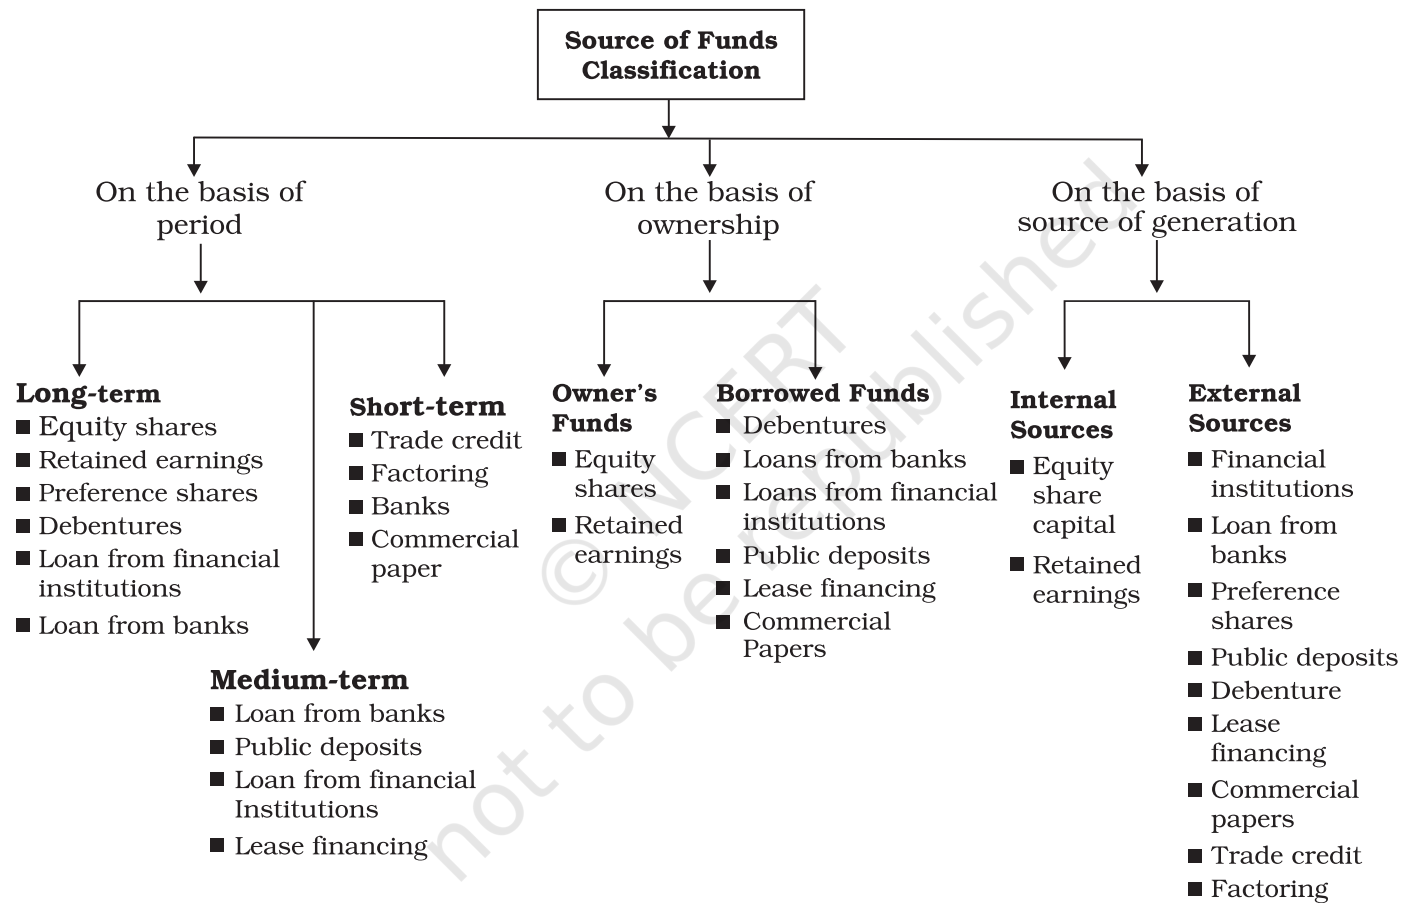 Source of Funds
Classification
On the basis of
period
On the basis of
ownership
On the basis of
source of generation
Long-term
■ Equity shares
■ Retained earnings
■ Preference shares
■ Debentures
■ Loan from financial
institutions
■ Loan from banks
Medium-term
■ Loan from banks
■ Public deposits
■ Loan from financial
Institutions
■ Lease financing
Short-term
■ Trade credit
■ Factoring
■ Banks
■ Commercial
paper
Owner's
Funds
■ Equity
shares
■ Retained
earnings
Borrowed Funds
■ Debentures
■ Loans from banks
■ Loans from financial
institutions
■ Public deposits
■ Lease financing
■ Commercial
Papers
Internal
Sources
■ Equity
share
capital
■ Retained
earnings
External
Sources
■ Financial
institutions
■ Loan from
banks
■ Preference
shares
■ Public deposits
■ Debenture
■ Lease
financing
■ Commercial
papers
■ Trade credit
■ Factoring
© NCERT
not to be republished